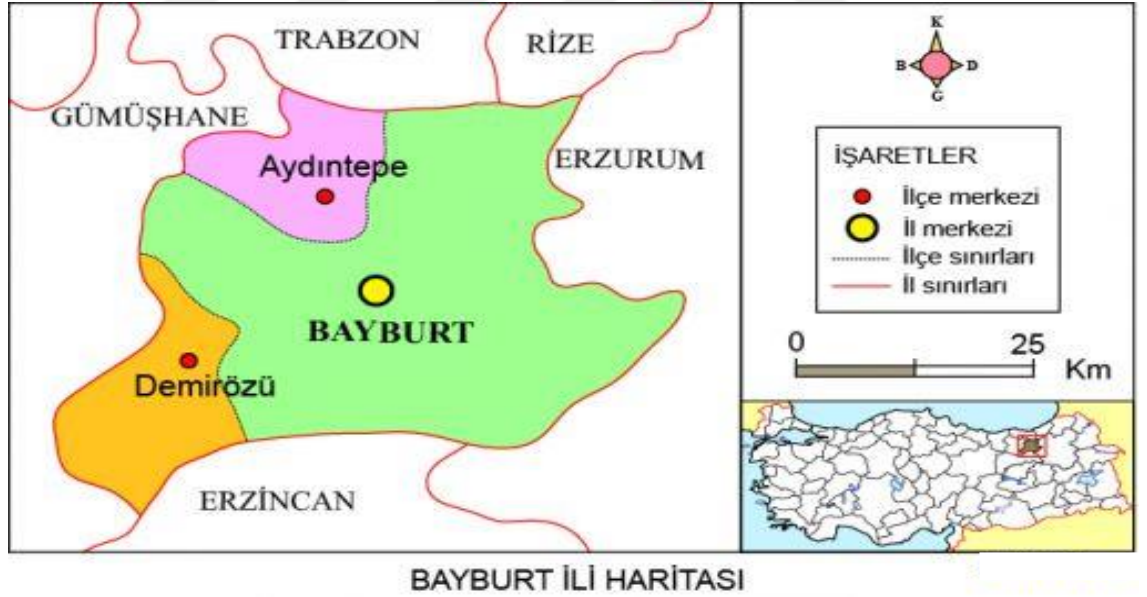 TRABZON
RİZE
GÜMÜŞHANE
Aydıntepe
ERZURUM
BAYBURT
Demirözü
ERZİNCAN
K
B D
G
İŞARETLER
İlçe merkezi
İl merkezi
İlçe sınırları
İl sınırları
0 25
Km
BAYBURT İLİ HARİTASI